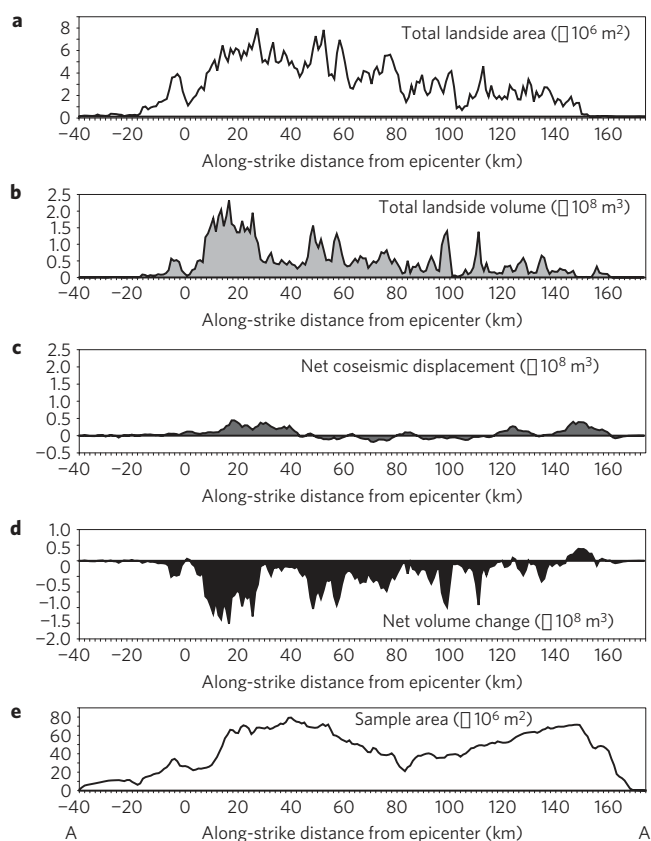 a
Total landside area (▯10⁶ m²)
8
6
4
2
0
−40 −20 0 20 40 60 80 100 120 140 160
Along-strike distance from epicenter (km)
b
Total landside volume (▯10⁸ m³)
2.5
2.0
1.5
1.0
0.5
0
−40 −20 0 20 40 60 80 100 120 140 160
Along-strike distance from epicenter (km)
c
Net coseismic displacement (▯10⁸ m³)
2.5
2.0
1.5
1.0
0.5
0
−0.5
−40 −20 0 20 40 60 80 100 120 140 160
Along-strike distance from epicenter (km)
d
1.0
0.5
0
−0.5
−1.0
−1.5
−2.0
Net volume change (▯10⁸ m³)
−40 −20 0 20 40 60 80 100 120 140 160
Along-strike distance from epicenter (km)
e
Sample area (▯10⁶ m²)
80
60
40
20
0
−40 −20 0 20 40 60 80 100 120 140 160
A Along-strike distance from epicenter (km) A